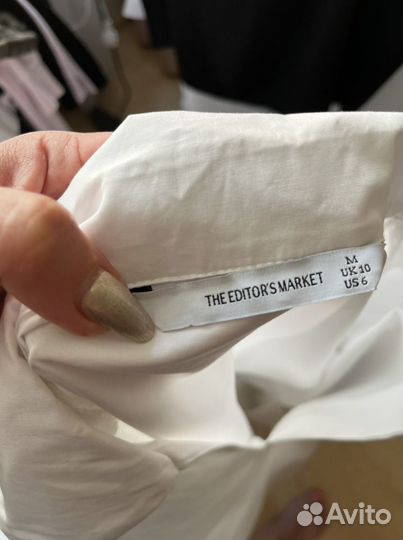 THE EDITOR'S MARKET
M
UK 10
US 6
Avito